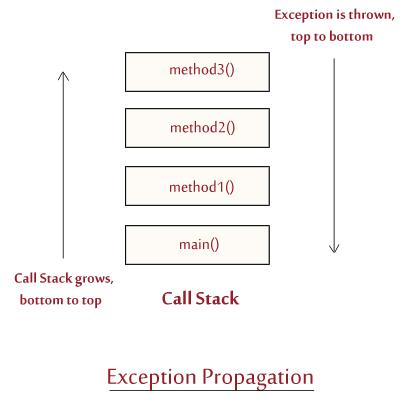 Exception is thrown,
top to bottom
method3()
method2()
method1()
main()
Call Stack grows,
bottom to top
Call Stack
Exception Propagation